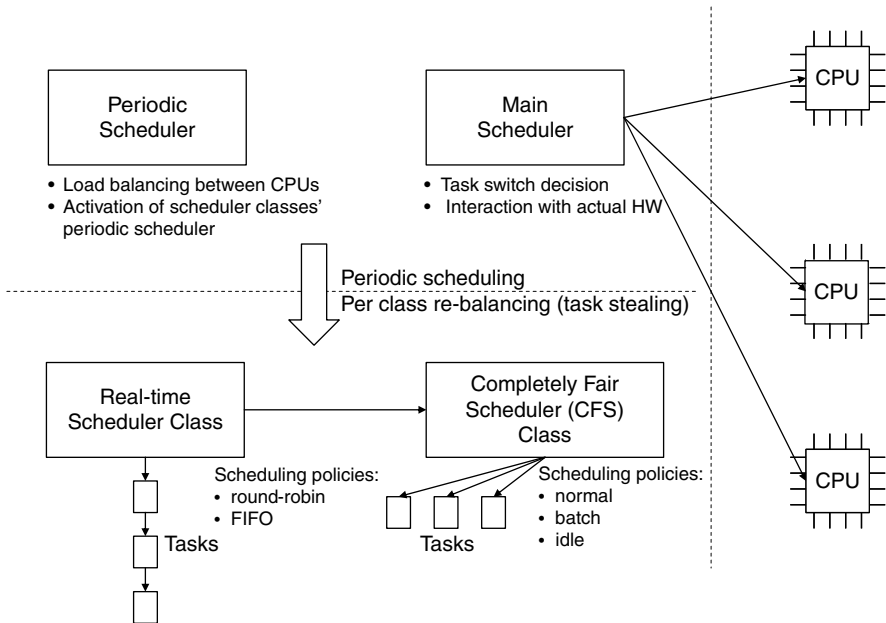 Periodic
Scheduler
• Load balancing between CPUs
• Activation of scheduler classes'
periodic scheduler
Main
Scheduler
• Task switch decision
• Interaction with actual HW
CPU
Periodic scheduling
Per class re-balancing (task stealing)
CPU
Real-time
Scheduler Class
Scheduling policies:
• round-robin
• FIFO
Tasks
Completely Fair
Scheduler (CFS)
Class
Scheduling policies:
• normal
• batch
• idle
Tasks
CPU